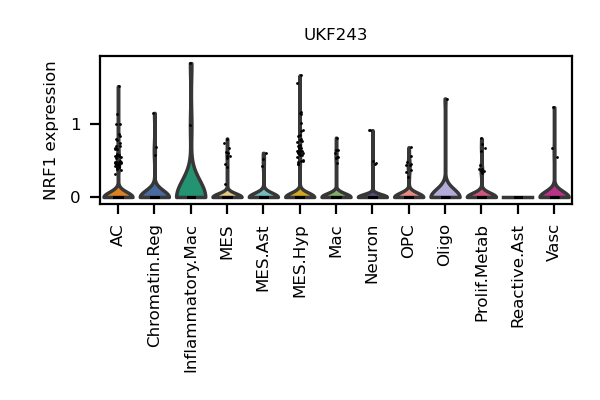 UKF243
NRF1 expression
1
0
AC
Chromatin.Reg
Inflammatory.Mac
MES
MES.Ast
MES.Hyp
Mac
Neuron
OPC
Oligo
Prolif.Metab
Reactive.Ast
Vasc